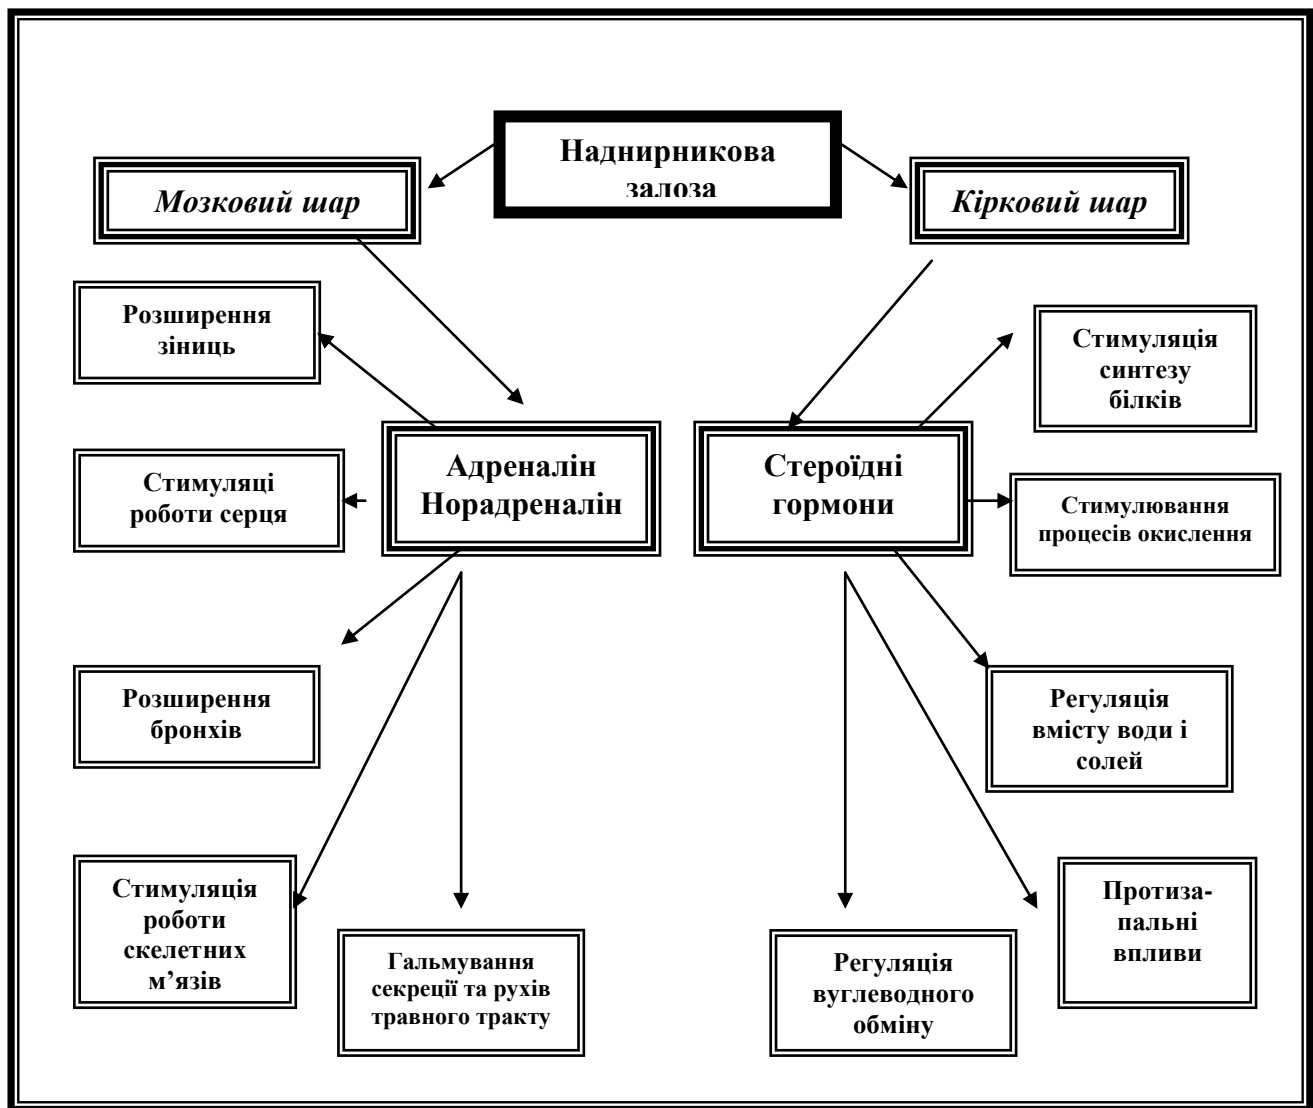 Наднирникова
залоза
Мозковий шар
Кірковий шар
Розширення
зіниць
Стимуляція
синтезу
білків
Адреналін
Норадреналін
Стероїдні
гормони
Стимуляці
роботи серця
Стимулювання
процесів окислення
Розширення
бронхів
Регуляція
вмісту води і
солей
Стимуляція
роботи
скелетних
м’язів
Гальмування
секреції та рухів
травного тракту
Регуляція
вуглеводного
обміну
Протиза-
пальні
впливи